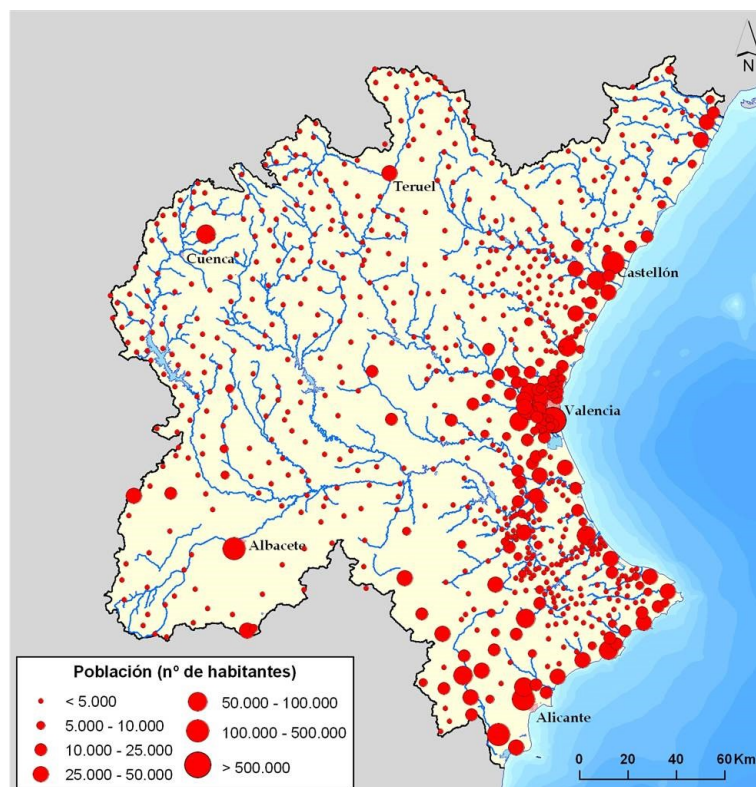 N
Teruel
Cuenca
Castellón
Valencia
Albacete
Alicante
Población (nº de habitantes)
< 5.000
5.000 - 10.000
10.000 - 25.000
25.000 - 50.000
50.000 - 100.000
100.000 - 500.000
> 500.000
0 20 40 60 Km